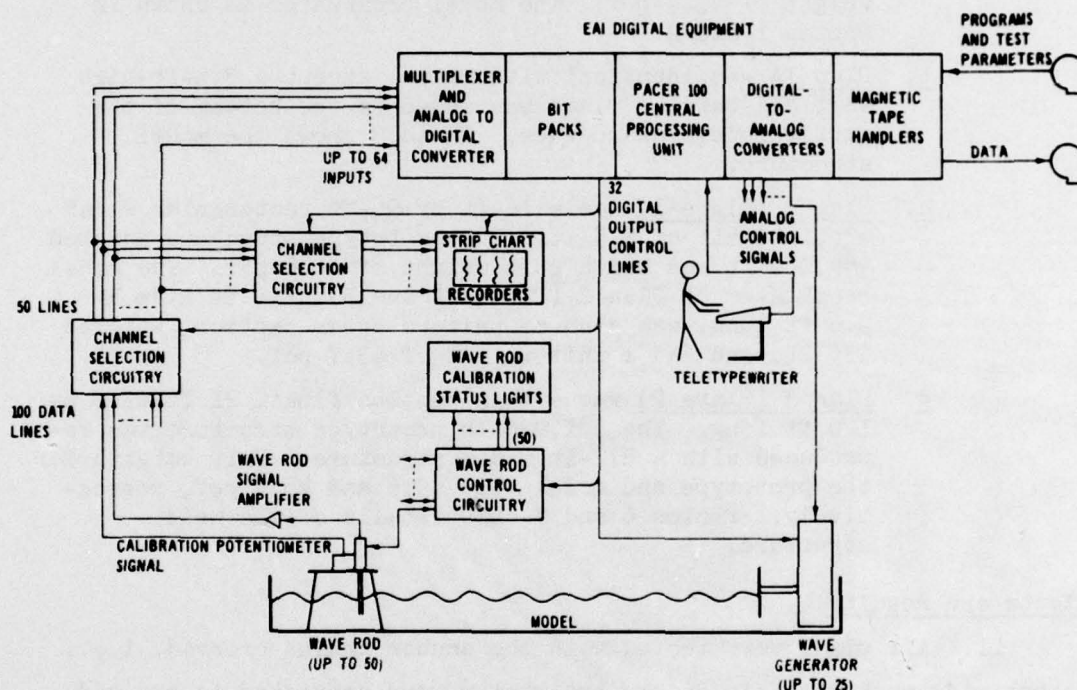 EAI DIGITAL EQUIPMENT
PROGRAMS
AND TEST
PARAMETERS
MULTIPLEXER
AND
ANALOG TO
DIGITAL
CONVERTER
BIT
PACKS
PACER 100
CENTRAL
PROCESSING
UNIT
DIGITAL-
TO-
ANALOG
CONVERTERS
MAGNETIC
TAPE
HANDLERS
DATA
UP TO 64
INPUTS
32
DIGITAL
OUTPUT
CONTROL
LINES
ANALOG
CONTROL
SIGNALS
CHANNEL
SELECTION
CIRCUITRY
STRIP CHART
RECORDERS
50 LINES
CHANNEL
SELECTION
CIRCUITRY
TELETYPEWRITER
WAVE ROD
CALIBRATION
STATUS LIGHTS
100 DATA
LINES
(50)
WAVE ROD
SIGNAL
AMPLIFIER
WAVE ROD
CONTROL
CIRCUITRY
CALIBRATION POTENTIOMETER
SIGNAL
MODEL
WAVE ROD
(UP TO 50)
WAVE
GENERATOR
(UP TO 25)